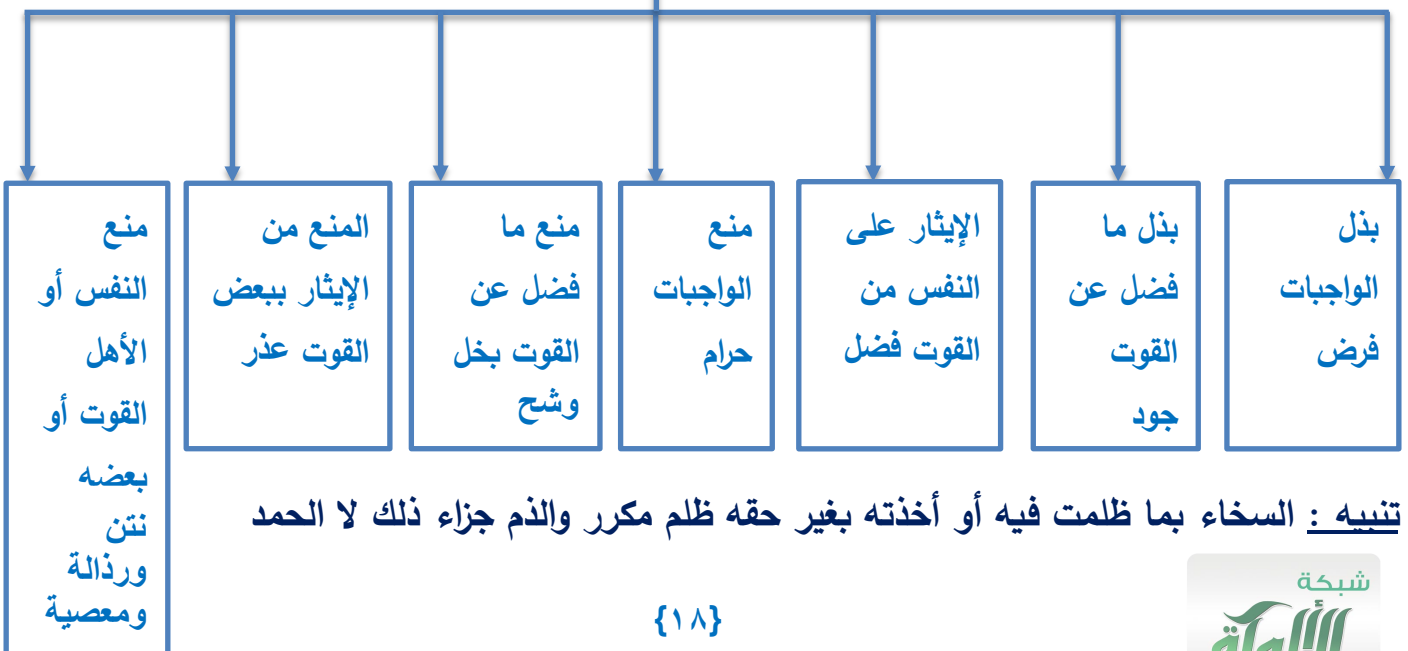 بذل
الواجبات
فرض
بذل ما
فضل عن
القوت
جود
الإيثار على
النفس من
القوت فضل
منع
الواجبات
حرام
منع ما
فضل عن
القوت بخل
وشح
المنع من
الإيثار ببعض
القوت عذر
منع
النفس أو
الأهل
القوت أو
بعضه
نتن
ورذالة
ومعصية
تنبيه : السخاء بما ظلمت فيه أو أخذته بغير حقه ظلم مكرر والذم جزاء ذلك لا الحمد
شبكة
الألوكة
{١٨}